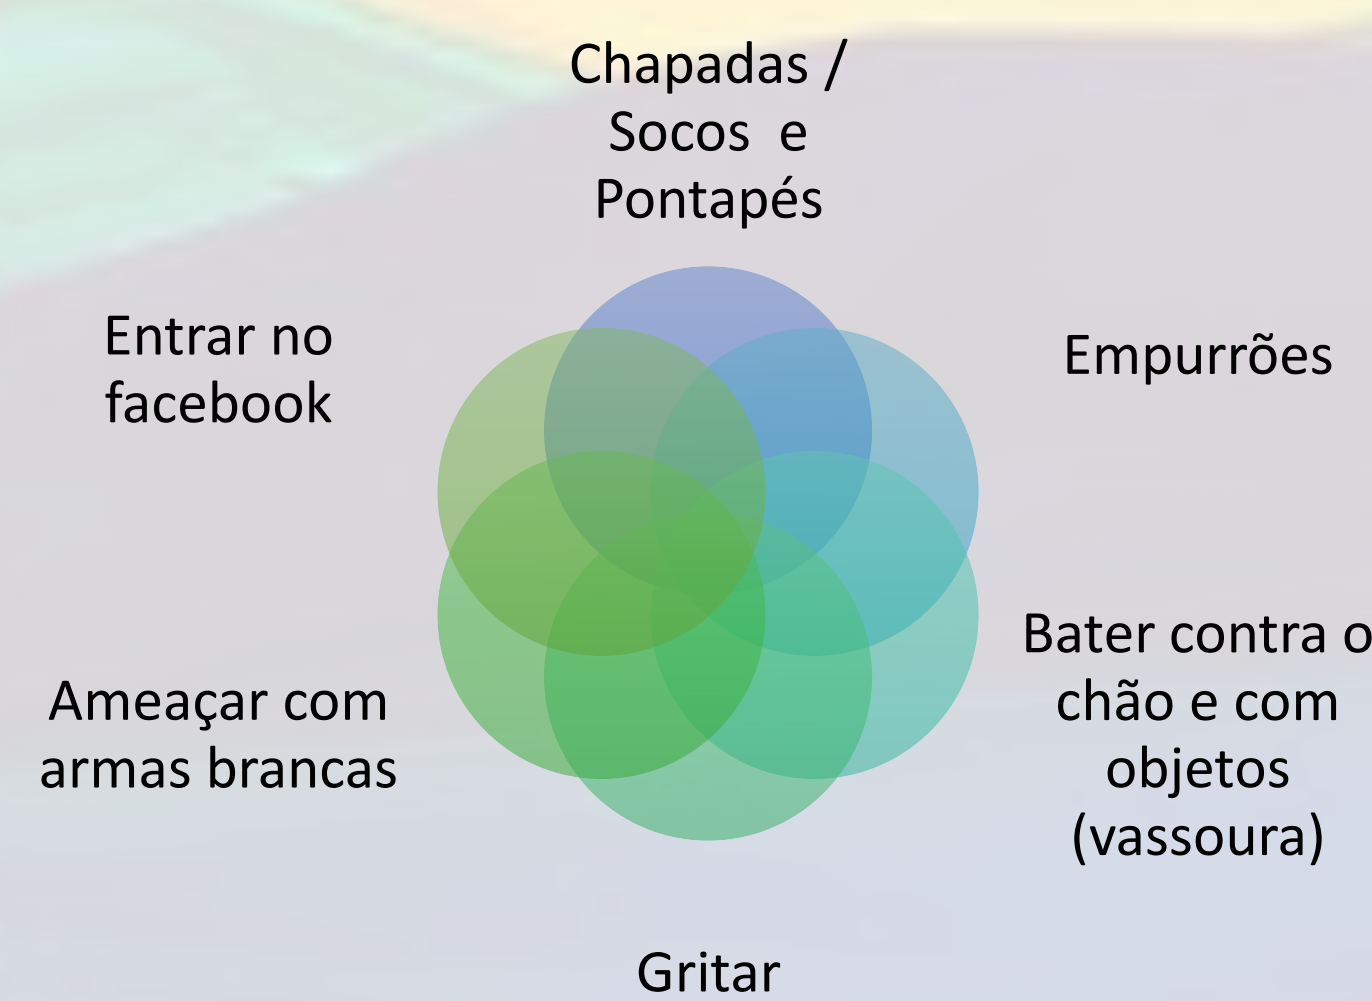 Chapadas /
Socos e
Pontapés
Entrar no
facebook
Empurrões
Bater contra o
chão e com
objetos
(vassoura)
Ameaçar com
armas brancas
Gritar